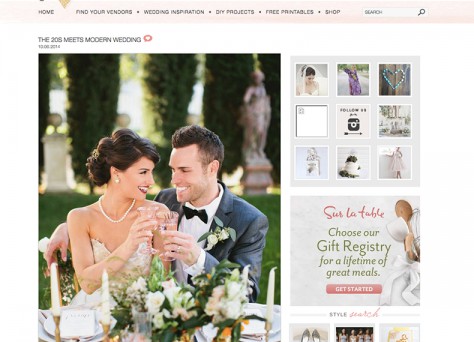 HOME • FIND YOUR VENDORS • WEDDING INSPIRATION • DIY PROJECTS • FREE PRINTABLES • SHOP
SEARCH
THE 20S MEETS MODERN WEDDING
10.09.2014
FOLLOW US
Sur la table
Choose our
Gift Registry
for a lifetime of
great meals.
GET STARTED
STYLE search